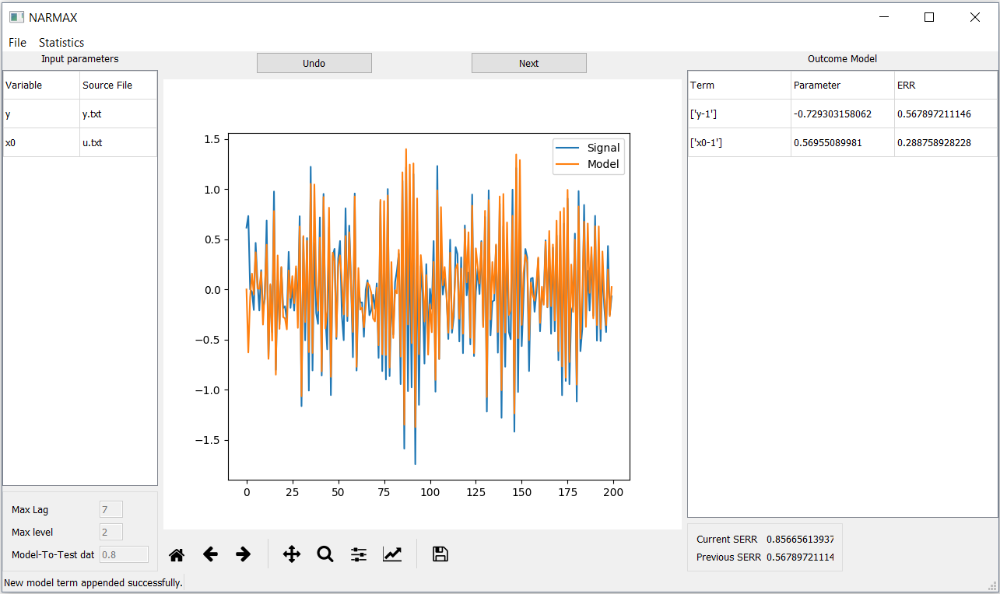 NARMAX
File Statistics
Input parameters
Undo
Next
Outcome Model
Variable Source File
y y.txt
x0 u.txt
Term Parameter ERR
['y-1'] -0.729303158062 0.567897211146
['x0-1'] 0.56955089981 0.288758928228
Signal
Model
1.5
1.0
0.5
0.0
−0.5
−1.0
−1.5
0 25 50 75 100 125 150 175 200
Max Lag 7
Max level 2
Model-To-Test dat 0.8
Current SERR 0.85665613937
Previous SERR 0.56789721114
New model term appended successfully.